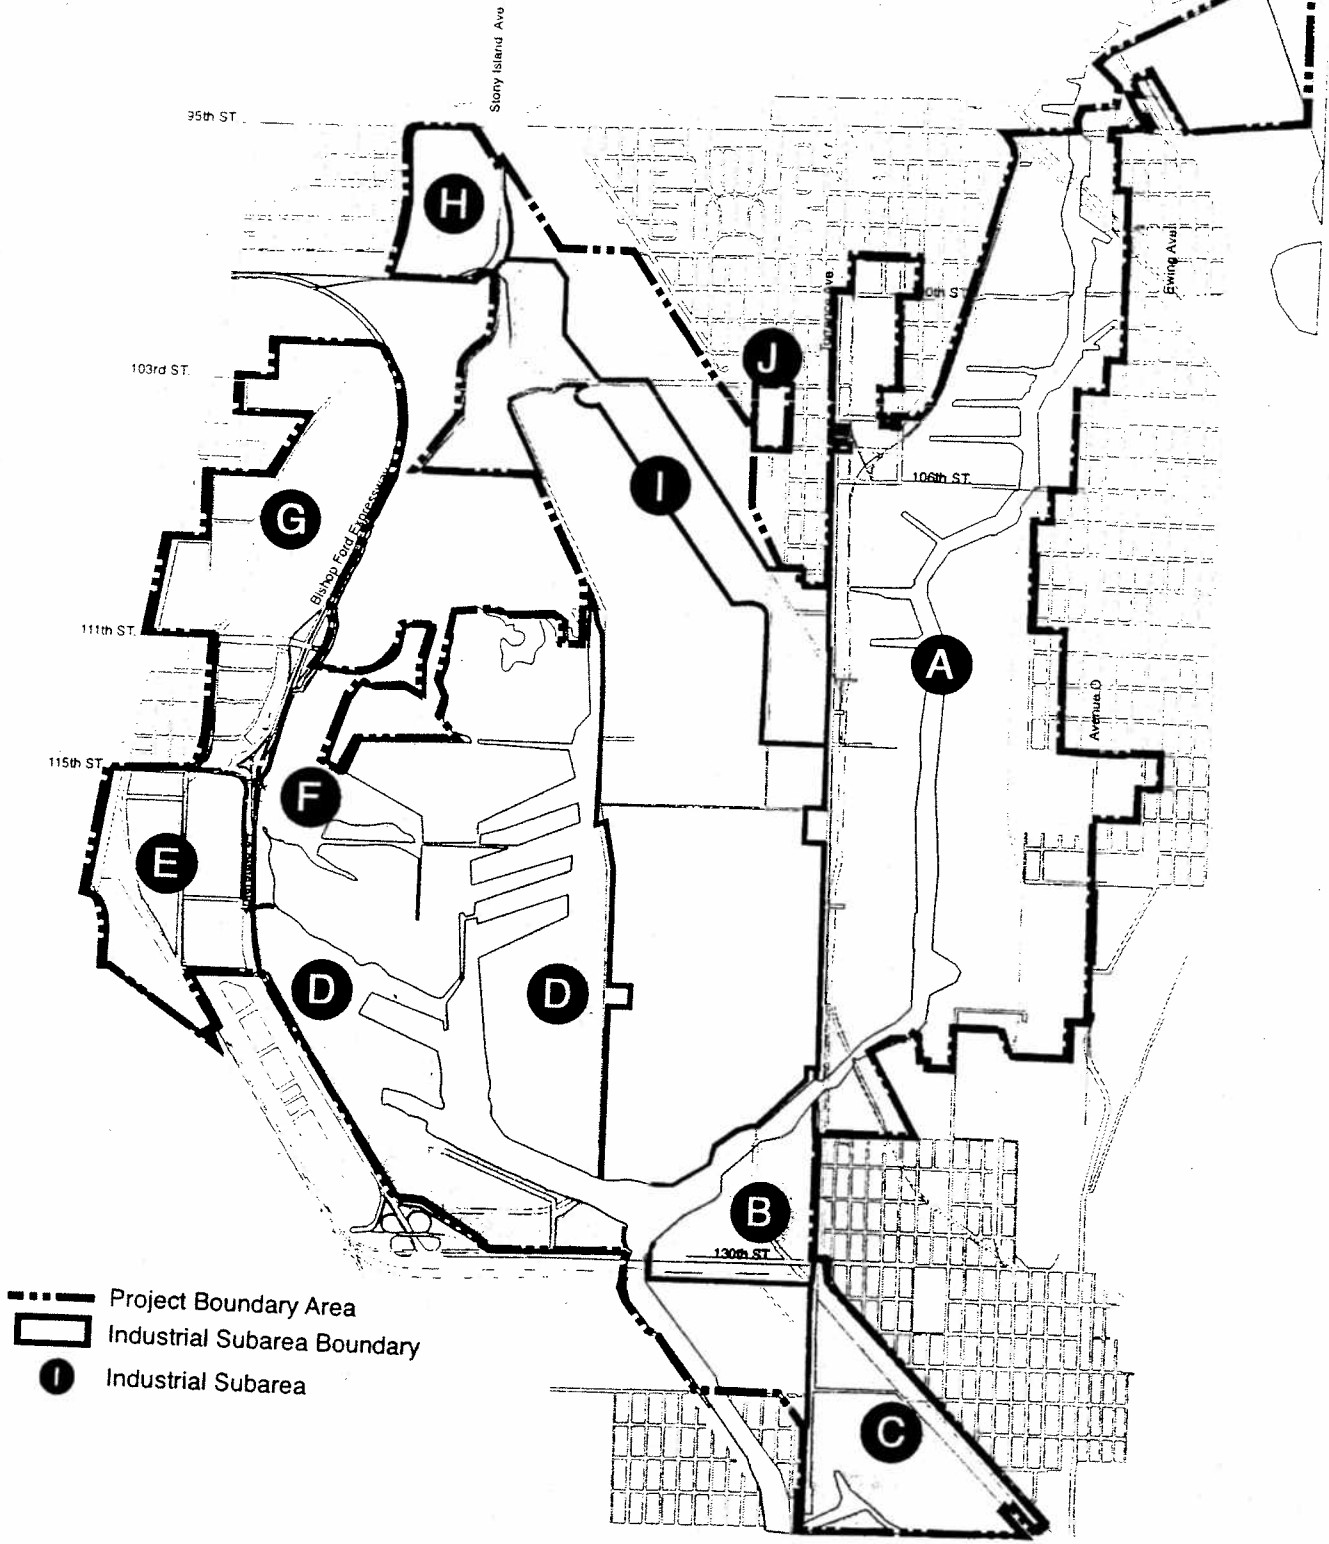 Stony Island Ave
95th ST.
H
Ewing Ave
103rd ST.
J
I
106th ST.
G
Bishop Ford Expressway
111th ST.
A
Avenue O
115th ST.
F
E
D
D
B
130th ST.
Project Boundary Area
Industrial Subarea Boundary
I
Industrial Subarea
C